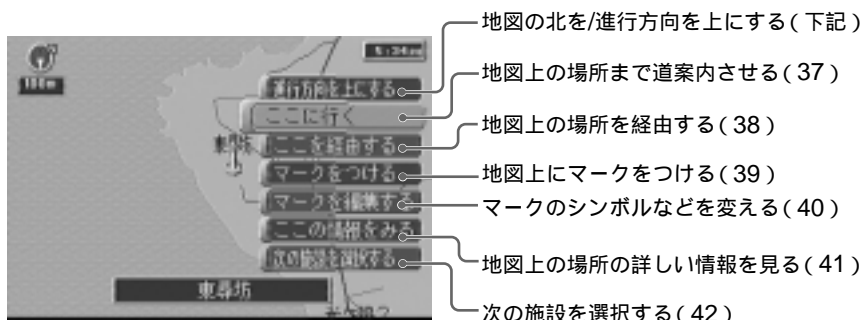 地図の北を/進行方向を上にする(下記)
地図上の場所まで道案内させる(37)
地図上の場所を経由する(38)
地図上にマークをつける(39)
マークのシンボルなどを変える(40)
地図上の場所の詳しい情報を見る(41)
次の施設を選択する(42)
100m
進行方向を上にする
ここに行く
ここを経由する
マークをつける
マークを編集する
ここの情報をみる
次の施設を選択する
東尋坊